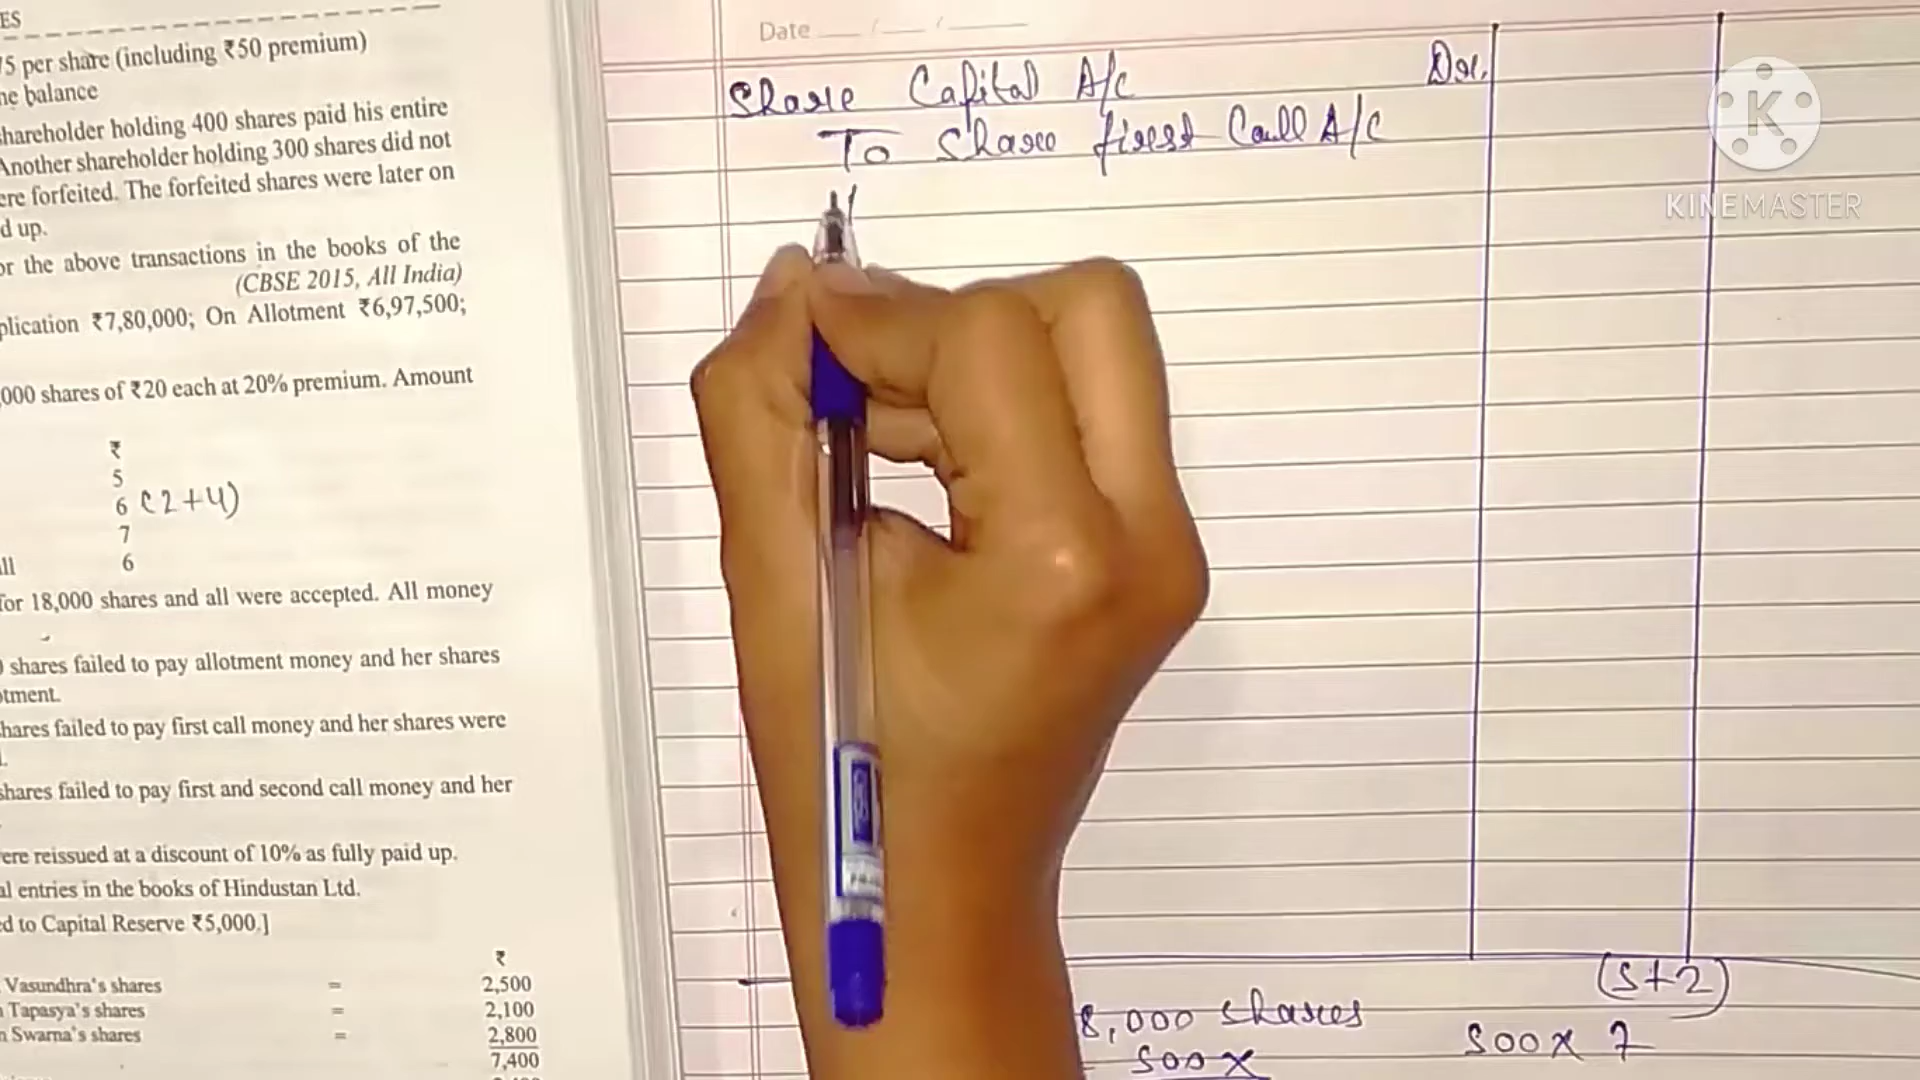 ES
75 per share (including ₹50 premium)
balance
shareholder holding 400 shares paid his entire
Another shareholder holding 300 shares did not
ere forfeited. The forfeited shares were later on
d up.
or the above transactions in the books of the
(CBSE 2015, All India)
plication ₹7,80,000; On Allotment ₹6,97,500;
,000 shares of ₹20 each at 20% premium. Amount
₹
5
6 (2+4)
7
ll 6
for 18,000 shares and all were accepted. All money
shares failed to pay allotment money and her shares
otment.
shares failed to pay first call money and her shares were
shares failed to pay first and second call money and her
ere reissued at a discount of 10% as fully paid up.
al entries in the books of Hindustan Ltd.
ed to Capital Reserve ₹5,000.]
₹
Vasundhra's shares = 2,500
n Tapasya's shares = 2,100
n Swarna's shares = 2,800
7,400
Date
Share Capital A/c Dr.
To Share first Call A/c
"
KINEMASTER
(5+2)
8,000 shares
500 x 7
500 x